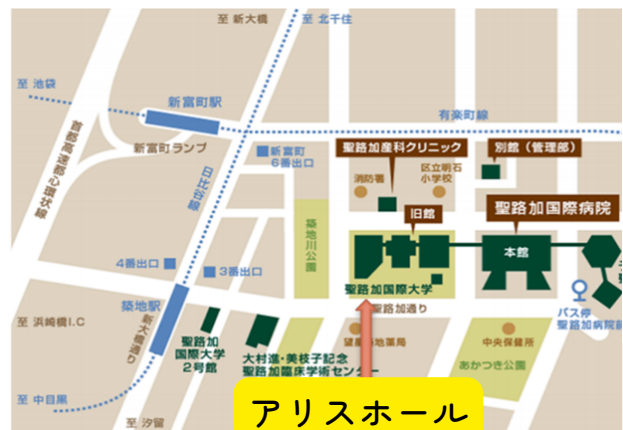 至 新大橋
至 北千住
至 池袋
新富町駅
有楽町線
首都高速都心環状線
新富町ランプ
日比谷線
新富町
6番出口
聖路加産科クリニック
別館（管理部）
消防署
区立明石
小学校
旧館
聖路加国際病院
築地川公園
本館
4番出口
3番出口
聖路加国際大学
築地駅
新大橋通り
聖路加通り
バス停
聖路加病院前
至 浜崎橋I.C
聖路加
国際大学
2号館
大村進・美枝子記念
聖路加臨床学術センター
中央保健所
あかつき公園
至 中目黒
至 汐留
アリスホール